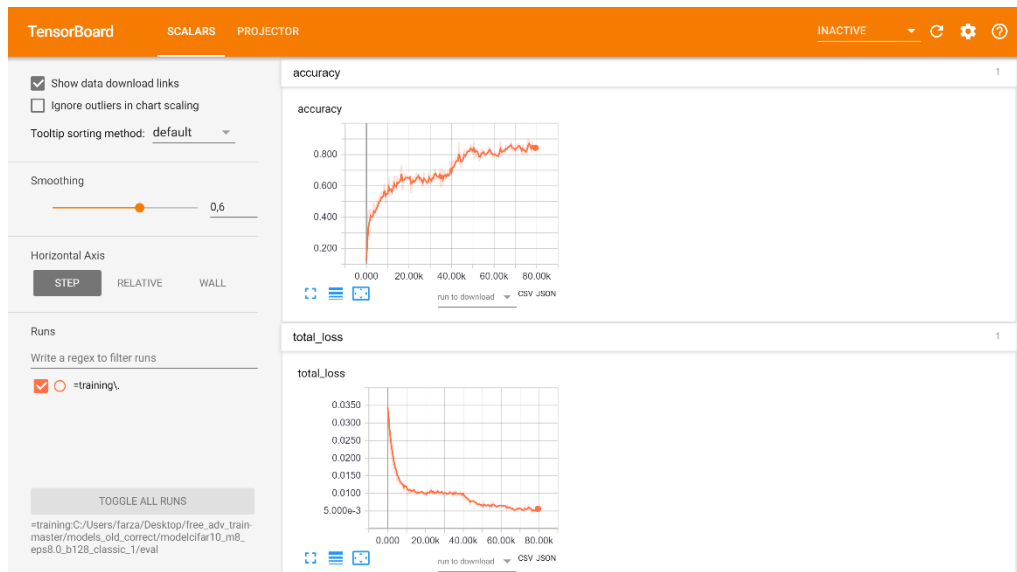 TensorBoard SCALARS PROJECTOR INACTIVE
Show data download links
Ignore outliers in chart scaling
Tooltip sorting method: default
Smoothing
0,6
Horizontal Axis
STEP RELATIVE WALL
Runs
Write a regex to filter runs
=training\.
TOGGLE ALL RUNS
=training:C:/Users/farza/Desktop/free_adv_train-
master/models_old_correct/modelcifar10_m8_
eps8.0_b128_classic_1/eval
accuracy 1
accuracy
0.800
0.600
0.400
0.200
0.000 20.00k 40.00k 60.00k 80.00k
run to download CSV JSON
total_loss 1
total_loss
0.0350
0.0300
0.0250
0.0200
0.0150
0.0100
5.000e-3
0.000 20.00k 40.00k 60.00k 80.00k
run to download CSV JSON